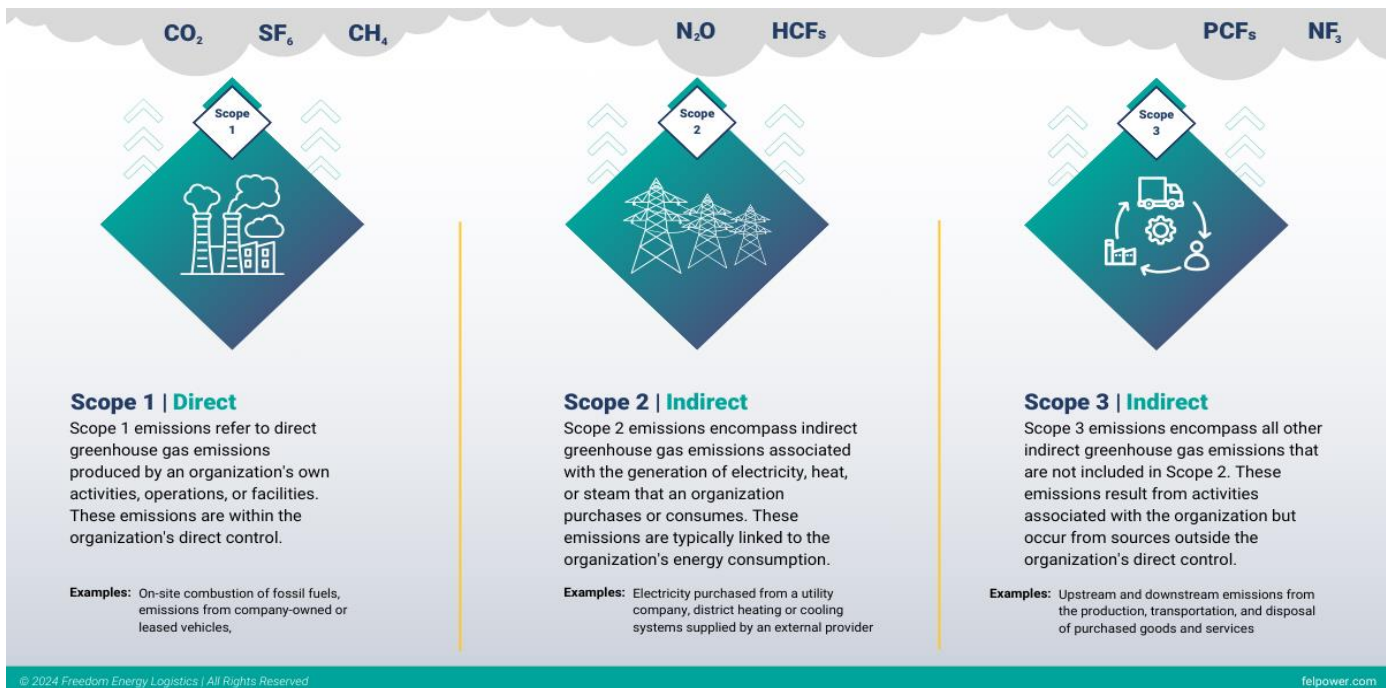 CO₂ SF₆ CH₄ N₂O HCFs PCFs NF₃
Scope
1
Scope
2
Scope
3
Scope 1 | Direct
Scope 1 emissions refer to direct
greenhouse gas emissions
produced by an organization's own
activities, operations, or facilities.
These emissions are within the
organization's direct control.
Examples: On-site combustion of fossil fuels,
emissions from company-owned or
leased vehicles,
Scope 2 | Indirect
Scope 2 emissions encompass indirect
greenhouse gas emissions associated
with the generation of electricity, heat,
or steam that an organization
purchases or consumes. These
emissions are typically linked to the
organization's energy consumption.
Examples: Electricity purchased from a utility
company, district heating or cooling
systems supplied by an external provider
Scope 3 | Indirect
Scope 3 emissions encompass all other
indirect greenhouse gas emissions that
are not included in Scope 2. These
emissions result from activities
associated with the organization but
occur from sources outside the
organization's direct control.
Examples: Upstream and downstream emissions from
the production, transportation, and disposal
of purchased goods and services
© 2024 Freedom Energy Logistics | All Rights Reserved
felpower.com